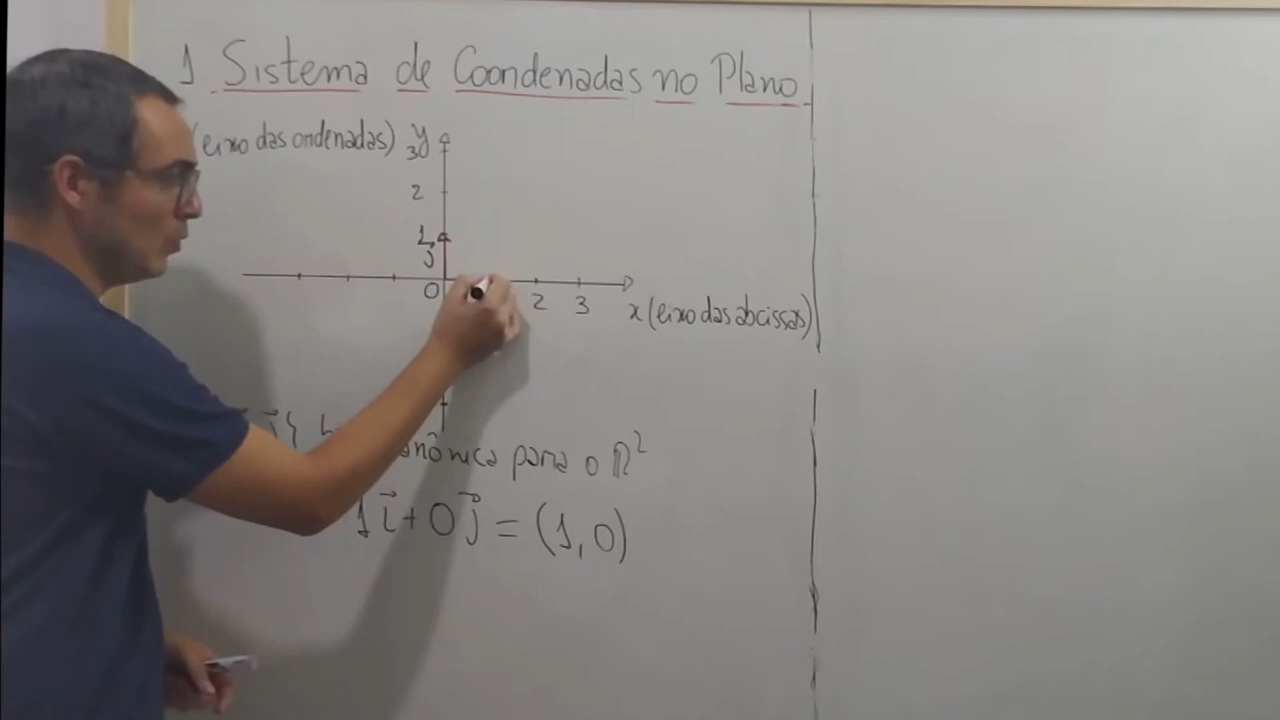 1 Sistema de Coordenadas no Plano
(eixo das ordenadas) y
3
2
1
j
0 2 3
x (eixo das abcissas)
para o ℝ²
1i⃗ + 0j⃗ = (1, 0)